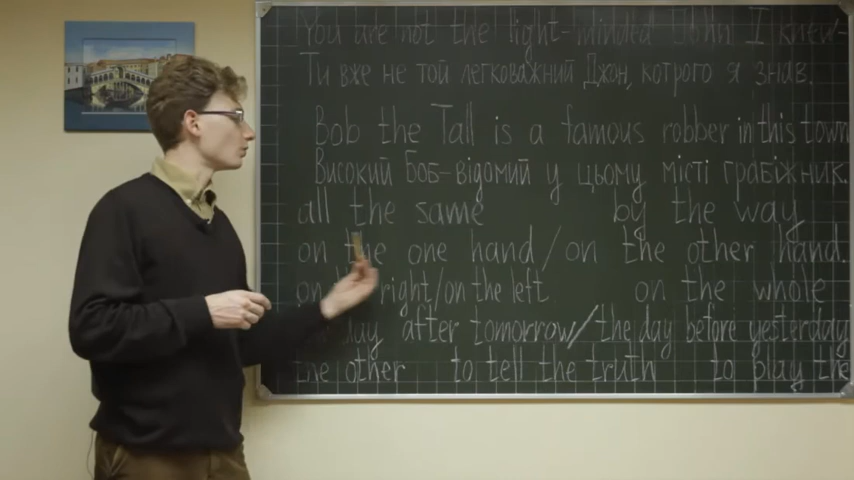 You are not the light-minded John I knew-
Ти вже не той легковажний Джон, котрого я знав.
Bob the Tall is a famous robber in this town
Високий Боб-відомий у цьому місті грабіжник.
all the same by the way
on the one hand/on the other hand.
on right/on the left on the whole
day after tomorrow/the day before yesterday
the other to tell the truth to play the